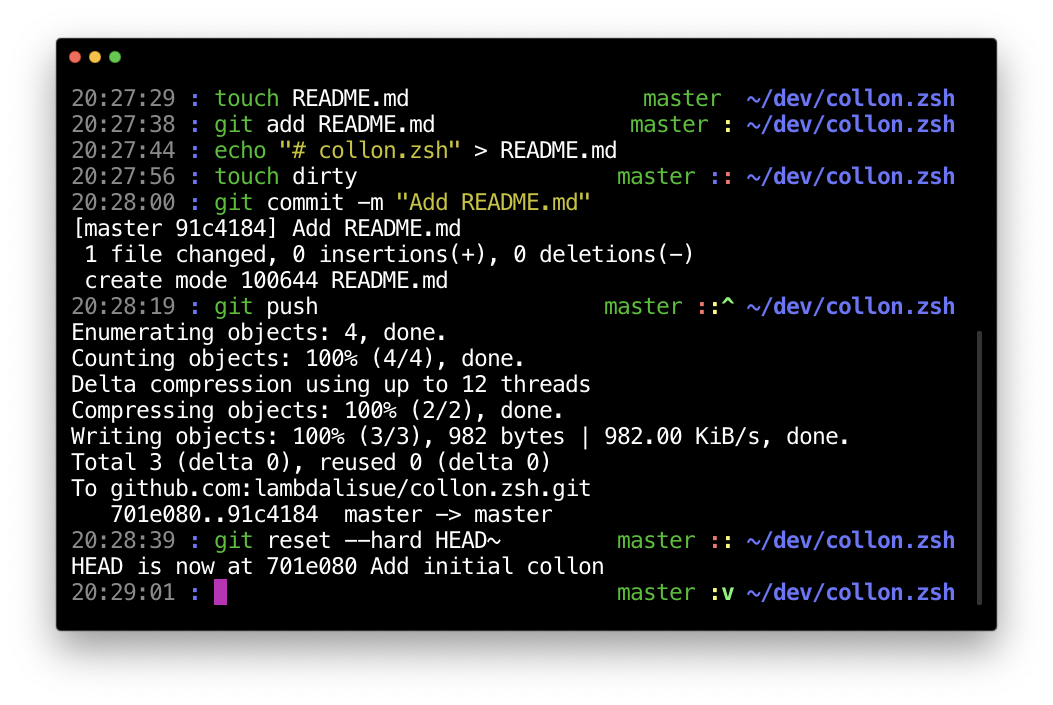 20:27:29 : touch README.md master ~/dev/collon.zsh
20:27:38 : git add README.md master : ~/dev/collon.zsh
20:27:44 : echo "# collon.zsh" > README.md
20:27:56 : touch dirty master :: ~/dev/collon.zsh
20:28:00 : git commit -m "Add README.md"
[master 91c4184] Add README.md
 1 file changed, 0 insertions(+), 0 deletions(-)
 create mode 100644 README.md
20:28:19 : git push master ::^ ~/dev/collon.zsh
Enumerating objects: 4, done.
Counting objects: 100% (4/4), done.
Delta compression using up to 12 threads
Compressing objects: 100% (2/2), done.
Writing objects: 100% (3/3), 982 bytes | 982.00 KiB/s, done.
Total 3 (delta 0), reused 0 (delta 0)
To github.com:lambdalisue/collon.zsh.git
   701e080..91c4184  master -> master
20:28:39 : git reset --hard HEAD~ master :: ~/dev/collon.zsh
HEAD is now at 701e080 Add initial collon
20:29:01 : master :v ~/dev/collon.zsh